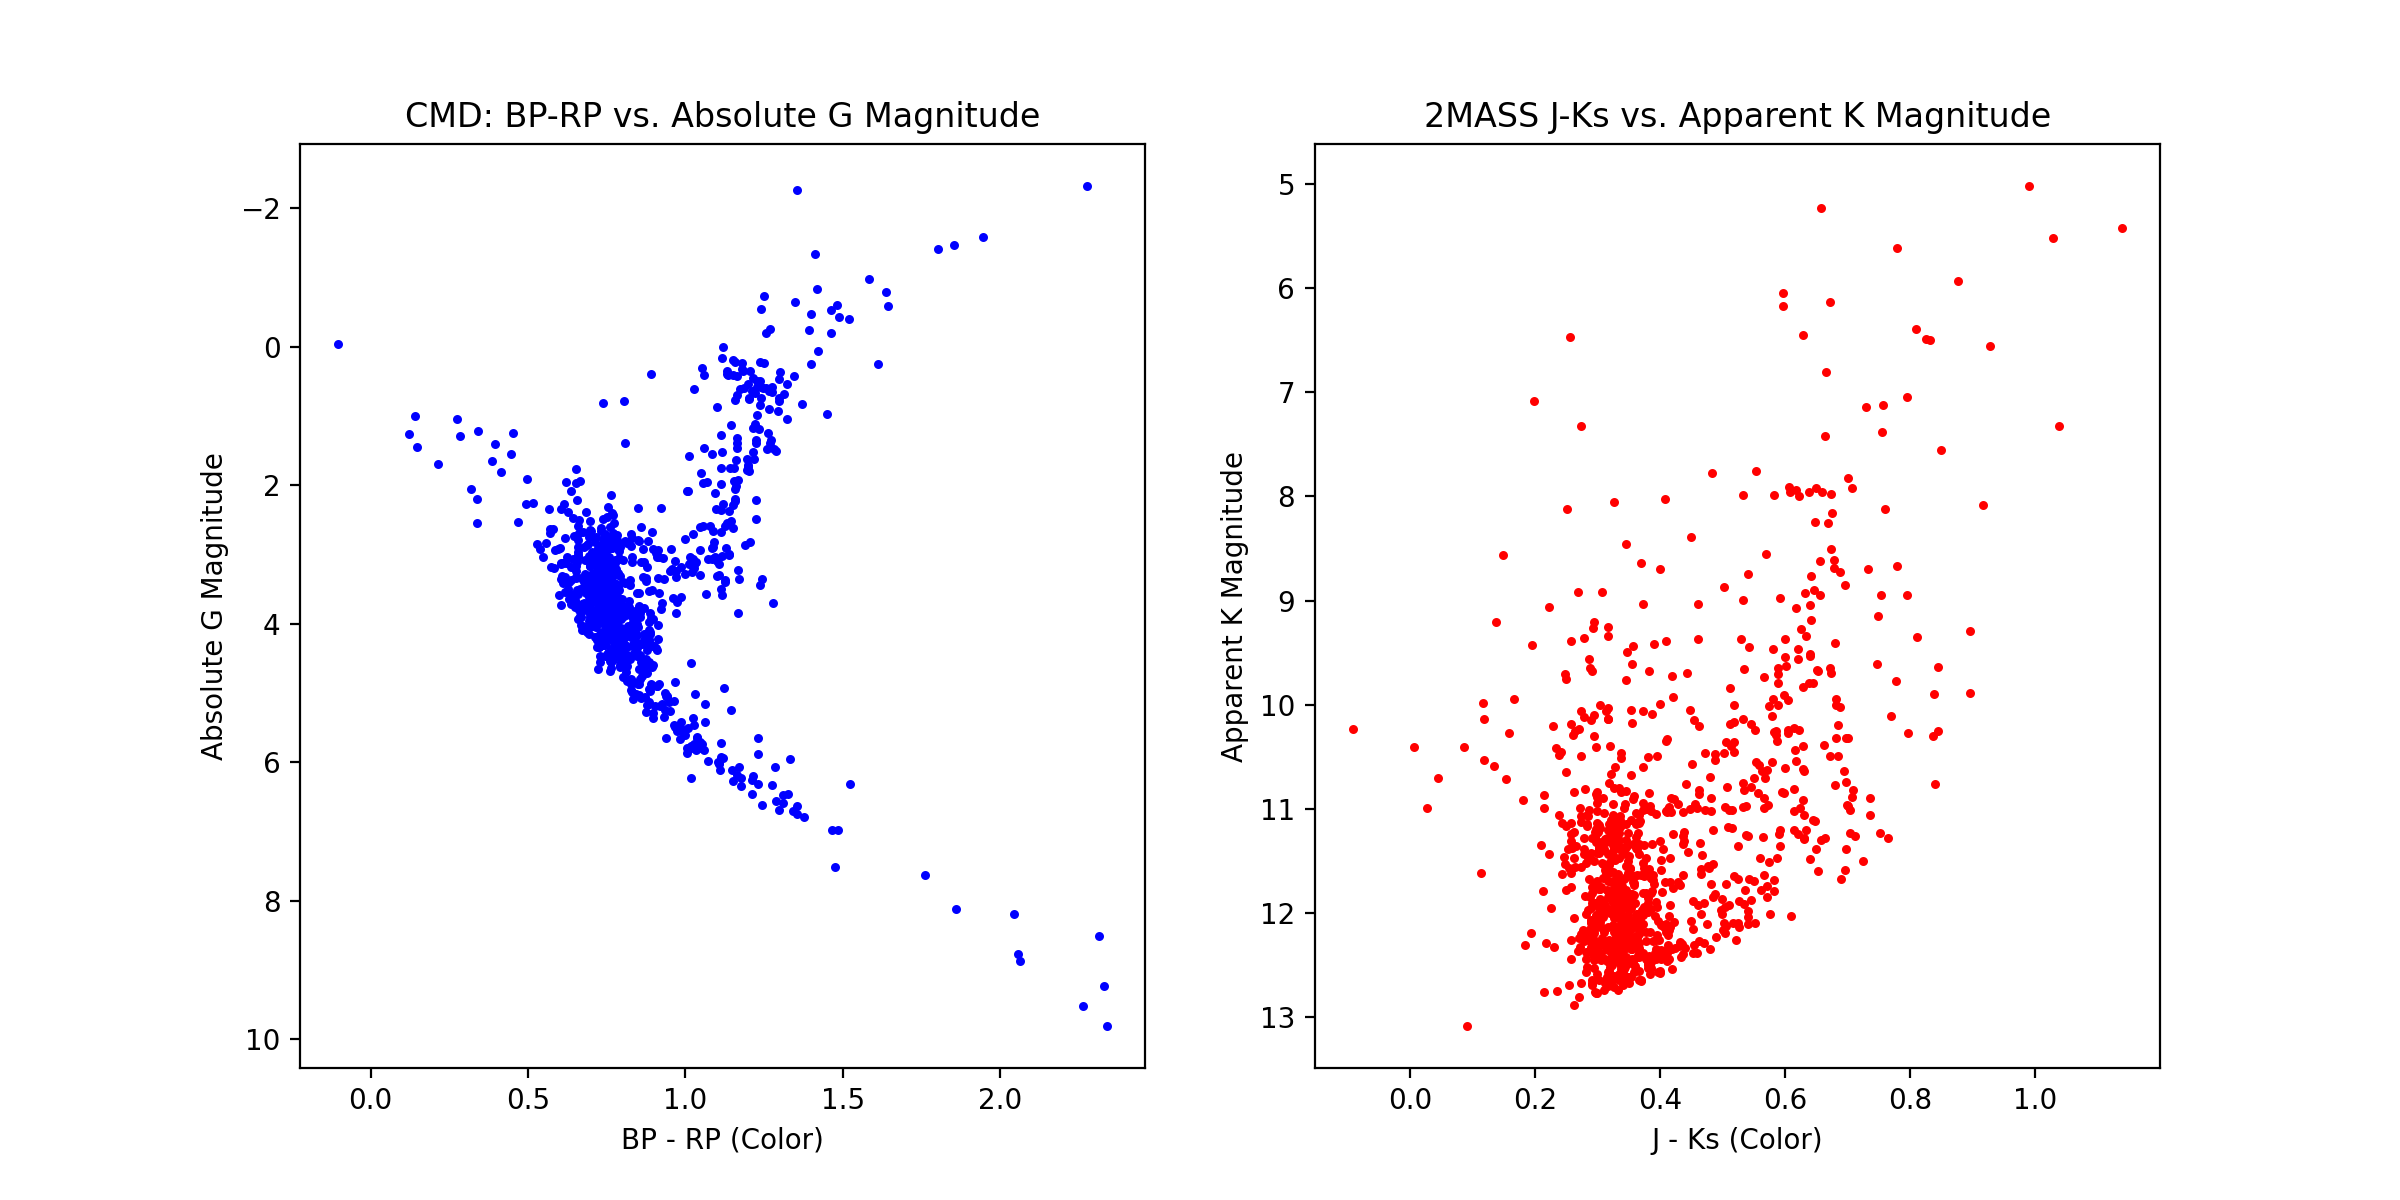 CMD: BP-RP vs. Absolute G Magnitude
−2
0
2
4
6
8
10
Absolute G Magnitude
0.0 0.5 1.0 1.5 2.0
BP - RP (Color)
2MASS J-Ks vs. Apparent K Magnitude
5
6
7
8
9
10
11
12
13
Apparent K Magnitude
0.0 0.2 0.4 0.6 0.8 1.0
J - Ks (Color)